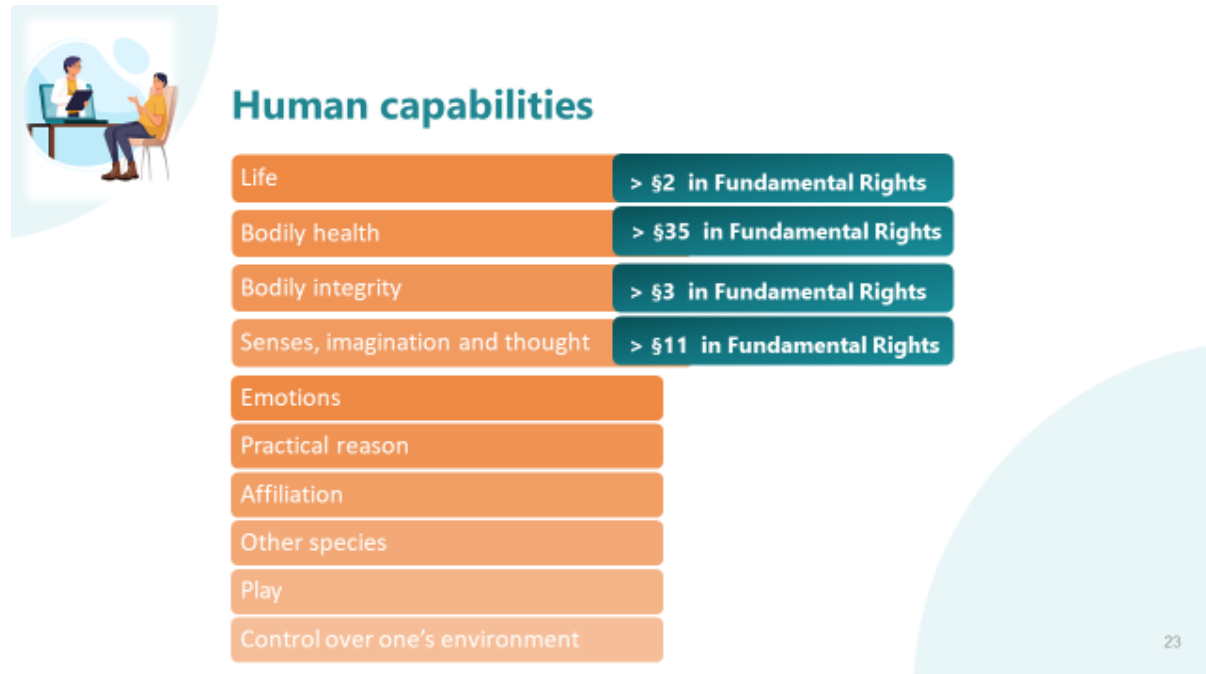 Human capabilities
Life
> §2 in Fundamental Rights
Bodily health
> §35 in Fundamental Rights
Bodily integrity
> §3 in Fundamental Rights
Senses, imagination and thought
> §11 in Fundamental Rights
Emotions
Practical reason
Affiliation
Other species
Play
Control over one’s environment
23